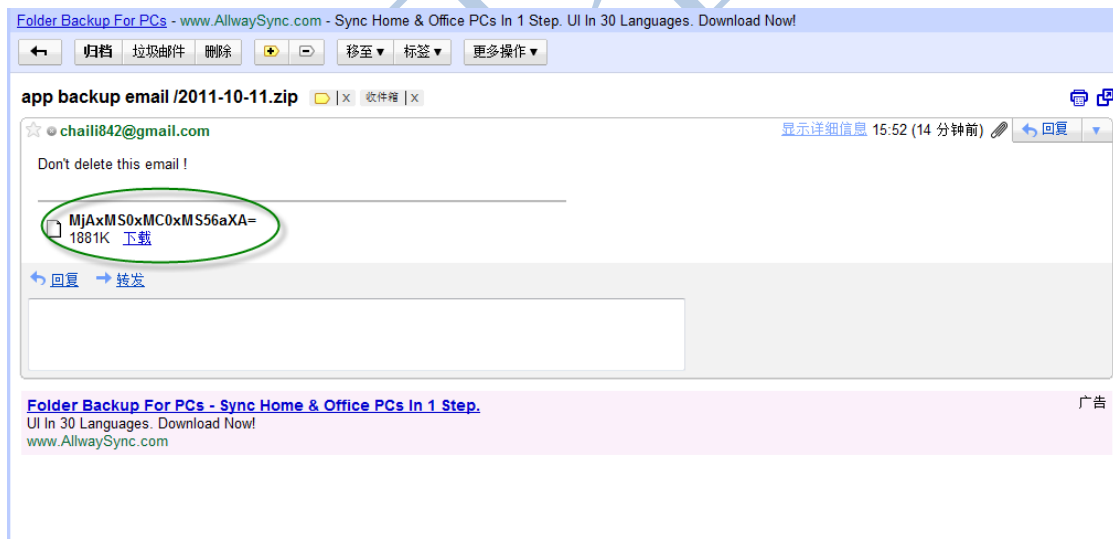 Folder Backup For PCs - www.AllwaySync.com - Sync Home & Office PCs In 1 Step. UI In 30 Languages. Download Now!
归档 垃圾邮件 删除 移至▼ 标签▼ 更多操作▼
app backup email /2011-10-11.zip | x 收件箱 | x
chaili842@gmail.com 显示详细信息 15:52 (14 分钟前) 回复
Don't delete this email !
MjAxMS0xMC0xMS56aXA=
1881K 下载
回复 转发
Folder Backup For PCs - Sync Home & Office PCs In 1 Step. 广告
UI In 30 Languages. Download Now!
www.AllwaySync.com